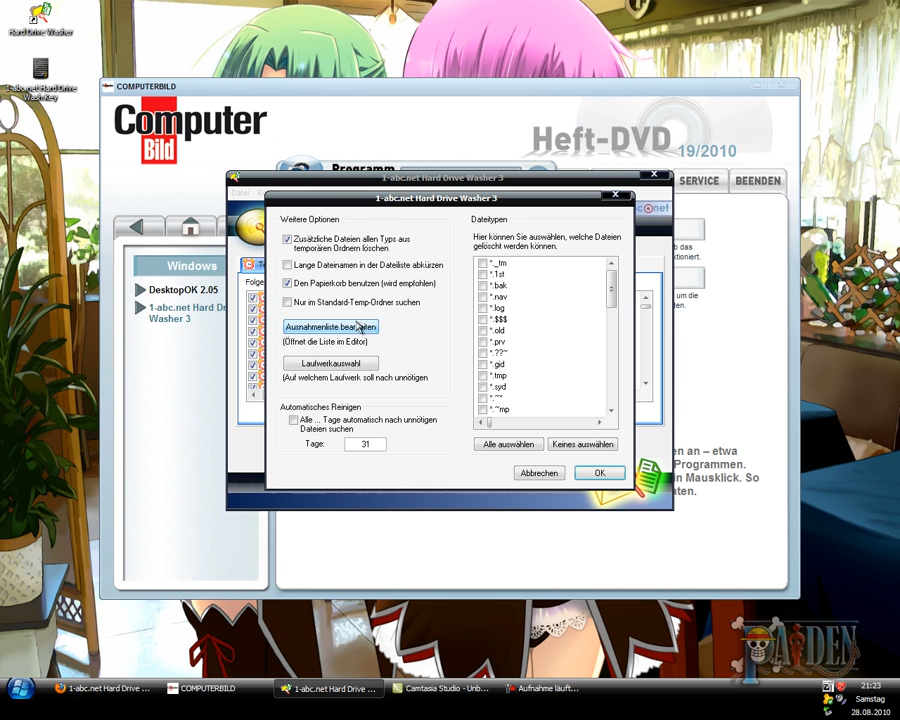 Hard Drive Washer
1-abc.net Hard Drive
Wash-Key
COMPUTERBILD
Computer
Bild
Heft-DVD 19/2010
Programm
SERVICE
BEENDEN
Windows
DesktopOK 2.05
1-abc.net Hard D
Washer 3
1-abc.net Hard Drive Washer 3
Datei
Folge
1-abc.net Hard Drive Washer 3
Weitere Optionen
Zusätzliche Dateien allen Typs aus
temporären Ordnern löschen
Lange Dateinamen in der Dateiliste abkürzen
Den Papierkorb benutzen (wird empfohlen)
Nur im Standard-Temp-Ordner suchen
Ausnahmenliste bearbeiten
(Öffnet die Liste im Editor)
Laufwerkauswahl
(Auf welchem Laufwerk soll nach unnötigen
Automatisches Reinigen
Alle ... Tage automatisch nach unnötigen
Dateien suchen
Tage: 31
Dateitypen
Hier können Sie auswählen, welche Dateien
gelöscht werden können.
*._tm
*.1st
*.bak
*.nav
*.log
*.$$$
*.old
*.prv
*.??~
*.gid
*.tmp
*.syd
*.~*
*.~mp
Alle auswählen
Keines auswählen
Abbrechen
OK
b das
ktioniert.
um die
en.
en an – etwa
Programmen.
in Mausklick. So
aten.
RAIDEN
1-abc.net Hard Drive ...
COMPUTERBILD
1-abc.net Hard Drive ...
Camtasia Studio - Unb...
Aufnahme läuft...
21:23
Samstag
28.08.2010